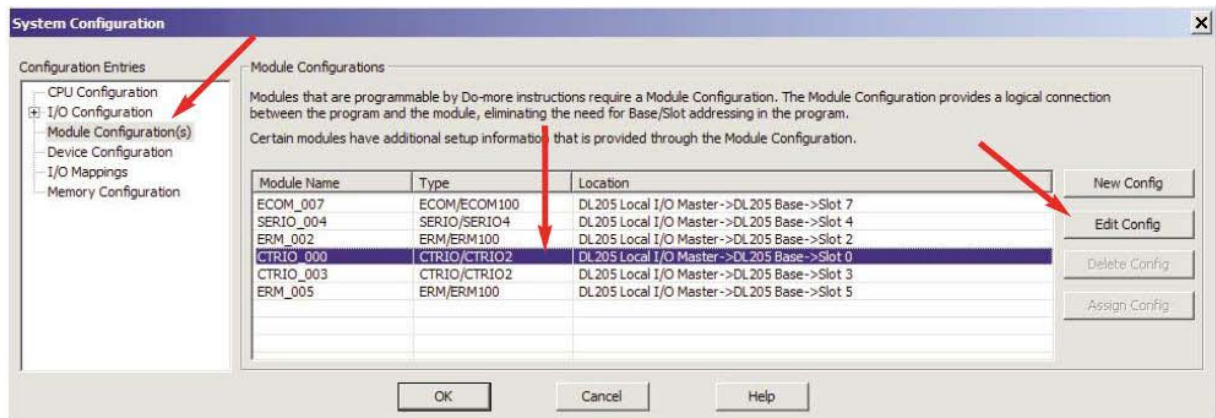 System Configuration
Configuration Entries
CPU Configuration
I/O Configuration
Module Configuration(s)
Device Configuration
I/O Mappings
Memory Configuration
Module Configurations
Modules that are programmable by Do-more instructions require a Module Configuration. The Module Configuration provides a logical connection
between the program and the module, eliminating the need for Base/Slot addressing in the program.
Certain modules have additional setup information that is provided through the Module Configuration.
Module Name Type Location
ECOM_007 ECOM/ECOM100 DL205 Local I/O Master->DL205 Base->Slot 7
SERIO_004 SERIO/SERIO4 DL205 Local I/O Master->DL205 Base->Slot 4
ERM_002 ERM/ERM100 DL205 Local I/O Master->DL205 Base->Slot 2
CTRIO_000 CTRIO/CTRIO2 DL205 Local I/O Master->DL205 Base->Slot 0
CTRIO_003 CTRIO/CTRIO2 DL205 Local I/O Master->DL205 Base->Slot 3
ERM_005 ERM/ERM100 DL205 Local I/O Master->DL205 Base->Slot 5
New Config
Edit Config
Delete Config
Assign Config
OK Cancel Help